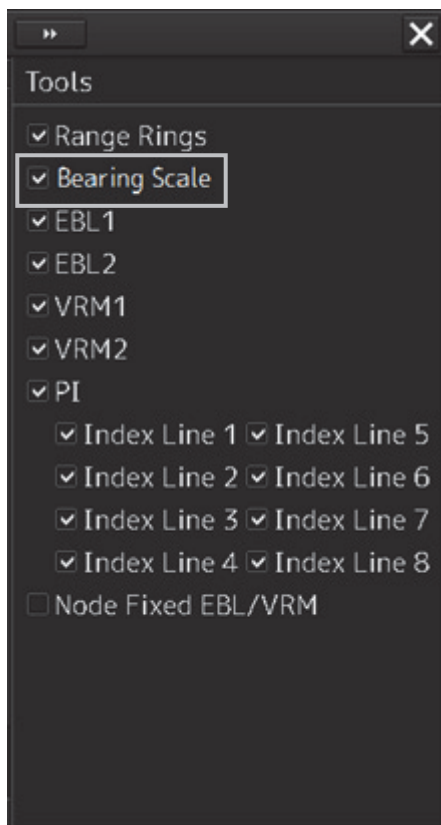 Tools
Range Rings
Bearing Scale
EBL1
EBL2
VRM1
VRM2
PI
Index Line 1 Index Line 5
Index Line 2 Index Line 6
Index Line 3 Index Line 7
Index Line 4 Index Line 8
Node Fixed EBL/VRM